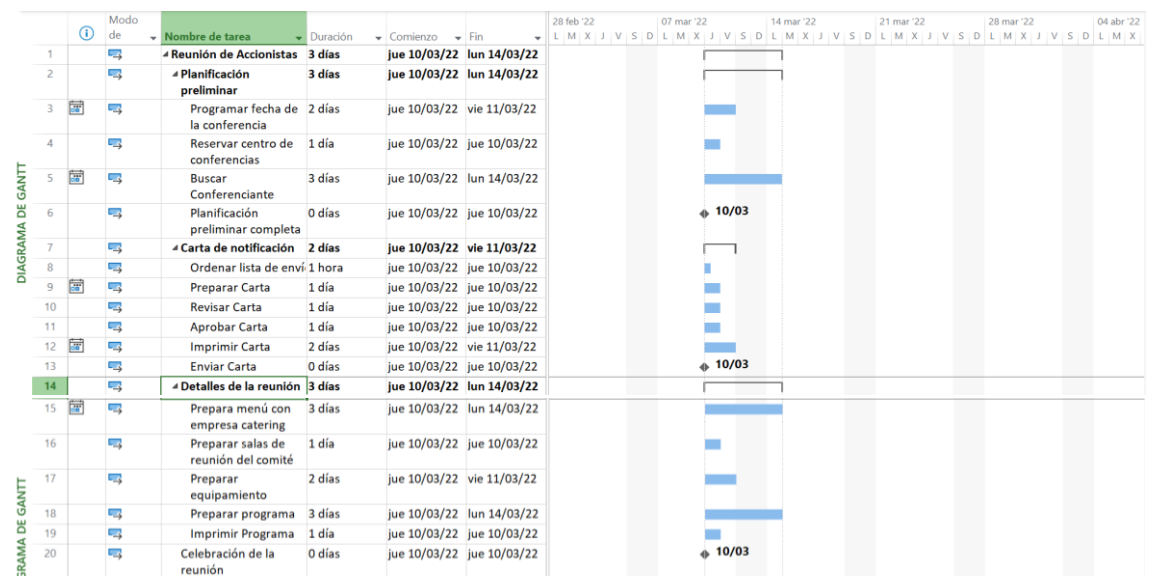 Modo de Nombre de tarea Duración Comienzo Fin
28 feb '22 07 mar '22 14 mar '22 21 mar '22 28 mar '22 04 abr '22
L M X J V S D L M X J V S D L M X J V S D L M X J V S D L M X J V S D L M X
DIAGRAMA DE GANTT
1 Reunión de Accionistas 3 días jue 10/03/22 lun 14/03/22
2 Planificación 3 días jue 10/03/22 lun 14/03/22
preliminar
3 Programar fecha de 2 días jue 10/03/22 vie 11/03/22
la conferencia
4 Reservar centro de 1 día jue 10/03/22 jue 10/03/22
conferencias
5 Buscar 3 días jue 10/03/22 lun 14/03/22
Conferenciante
6 Planificación 0 días jue 10/03/22 jue 10/03/22 10/03
preliminar completa
7 Carta de notificación 2 días jue 10/03/22 vie 11/03/22
8 Ordenar lista de enví 1 hora jue 10/03/22 jue 10/03/22
9 Preparar Carta 1 día jue 10/03/22 jue 10/03/22
10 Revisar Carta 1 día jue 10/03/22 jue 10/03/22
11 Aprobar Carta 1 día jue 10/03/22 jue 10/03/22
12 Imprimir Carta 2 días jue 10/03/22 vie 11/03/22
13 Enviar Carta 0 días jue 10/03/22 jue 10/03/22 10/03
14 Detalles de la reunión 3 días jue 10/03/22 lun 14/03/22
15 Prepara menú con 3 días jue 10/03/22 lun 14/03/22
empresa catering
16 Preparar salas de 1 día jue 10/03/22 jue 10/03/22
reunión del comité
17 Preparar 2 días jue 10/03/22 vie 11/03/22
equipamiento
18 Preparar programa 3 días jue 10/03/22 lun 14/03/22
19 Imprimir Programa 1 día jue 10/03/22 jue 10/03/22
20 Celebración de la 0 días jue 10/03/22 jue 10/03/22 10/03
reunión
GRAMA DE GANTT